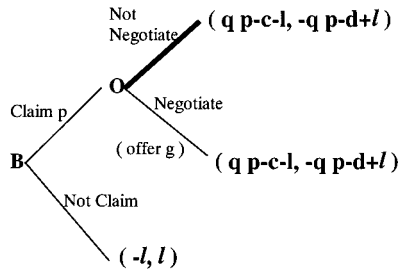 Not
Negotiate
( q p-c-l, -q p-d+l )
O
Claim p
Negotiate
( offer g )
( q p-c-l, -q p-d+l )
B
Not Claim
(-l, l )